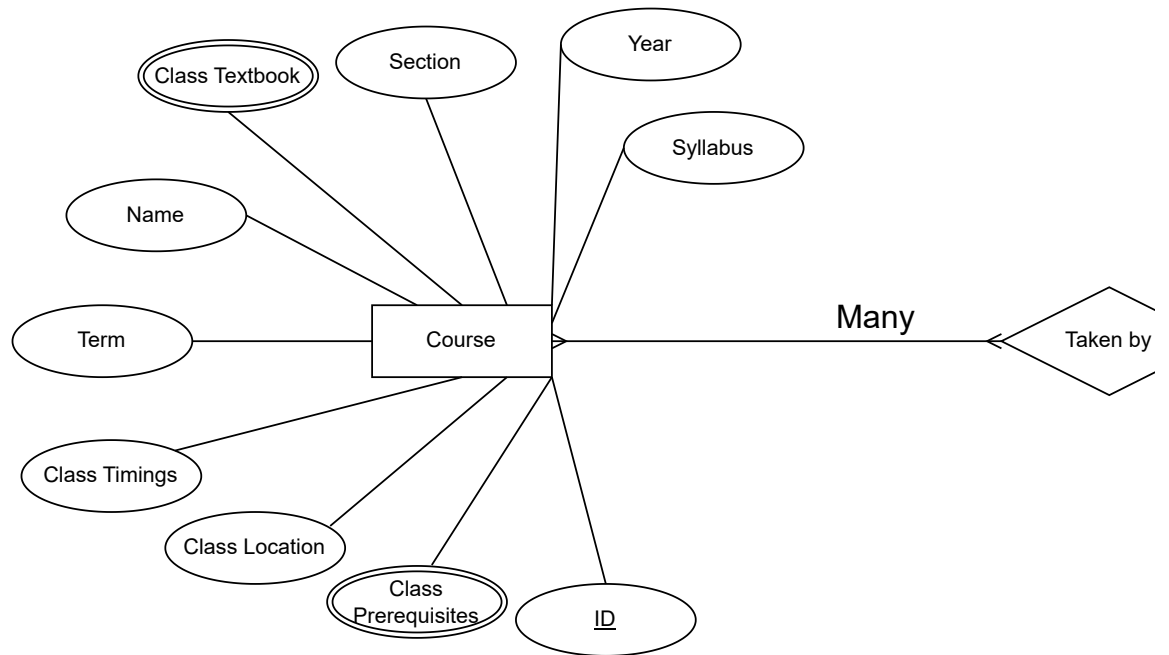 Year
Section
Class Textbook
Syllabus
Name
Many
Term
Course
Taken by
Class Timings
Class Location
Class
Prerequisites
ID